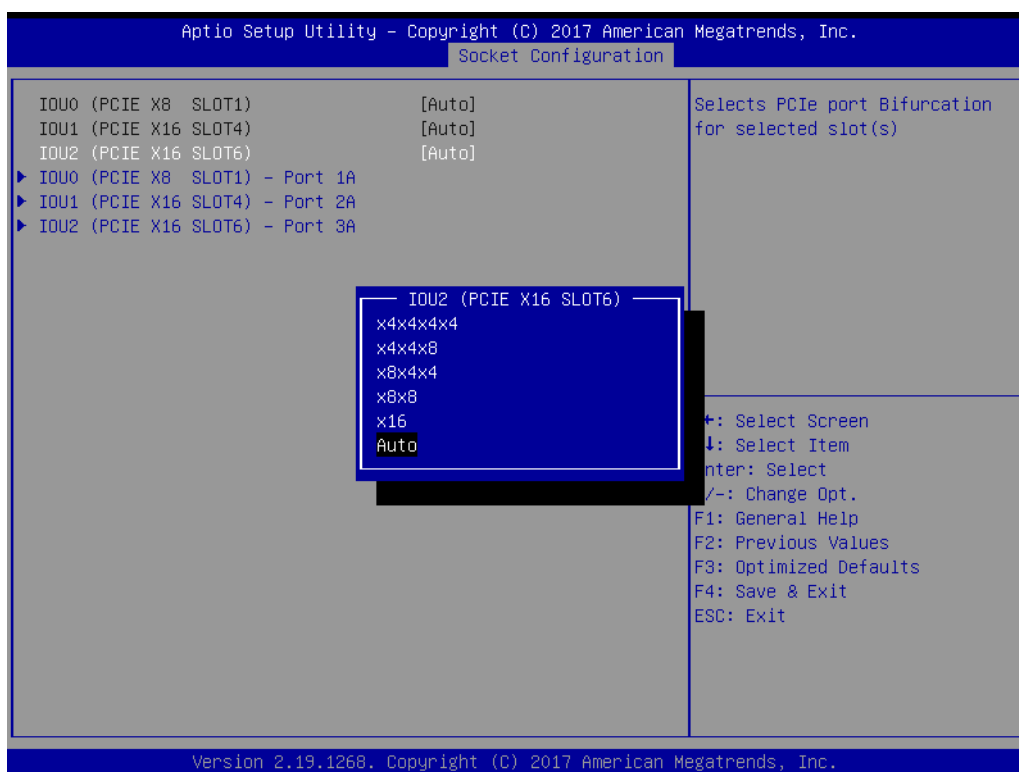 Aptio Setup Utility – Copyright (C) 2017 American Megatrends, Inc.
Socket Configuration
IOU0 (PCIE X8 SLOT1) [Auto]
IOU1 (PCIE X16 SLOT4) [Auto]
IOU2 (PCIE X16 SLOT6) [Auto]
IOU0 (PCIE X8 SLOT1) – Port 1A
IOU1 (PCIE X16 SLOT4) – Port 2A
IOU2 (PCIE X16 SLOT6) – Port 3A
Selects PCIe port Bifurcation
for selected slot(s)
IOU2 (PCIE X16 SLOT6)
x4x4x4x4
x4x4x8
x8x4x4
x8x8
x16
Auto
: Select Screen
: Select Item
nter: Select
/-: Change Opt.
F1: General Help
F2: Previous Values
F3: Optimized Defaults
F4: Save & Exit
ESC: Exit
Version 2.19.1268. Copyright (C) 2017 American Megatrends, Inc.